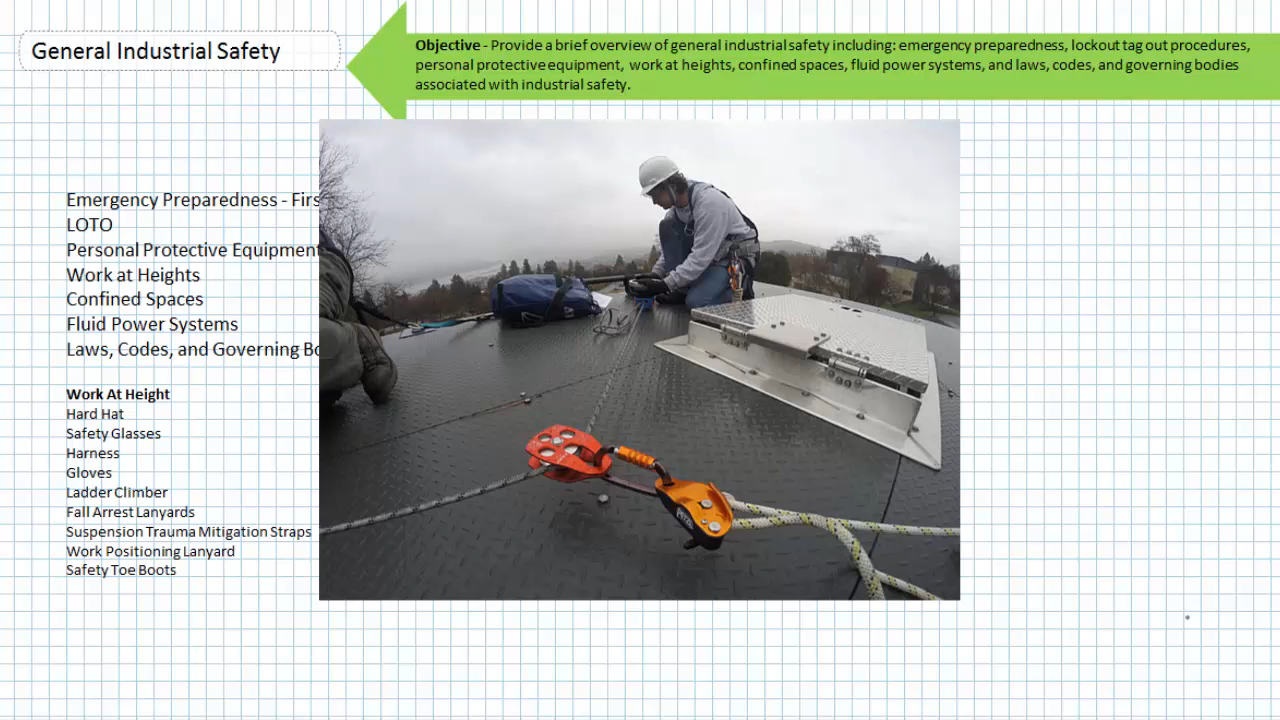 General Industrial Safety
Objective - Provide a brief overview of general industrial safety including: emergency preparedness, lockout tag out procedures,
personal protective equipment, work at heights, confined spaces, fluid power systems, and laws, codes, and governing bodies
associated with industrial safety.
Emergency Preparedness - Firs
LOTO
Personal Protective Equipment
Work at Heights
Confined Spaces
Fluid Power Systems
Laws, Codes, and Governing Bo
Work At Height
Hard Hat
Safety Glasses
Harness
Gloves
Ladder Climber
Fall Arrest Lanyards
Suspension Trauma Mitigation Straps
Work Positioning Lanyard
Safety Toe Boots
PETZL